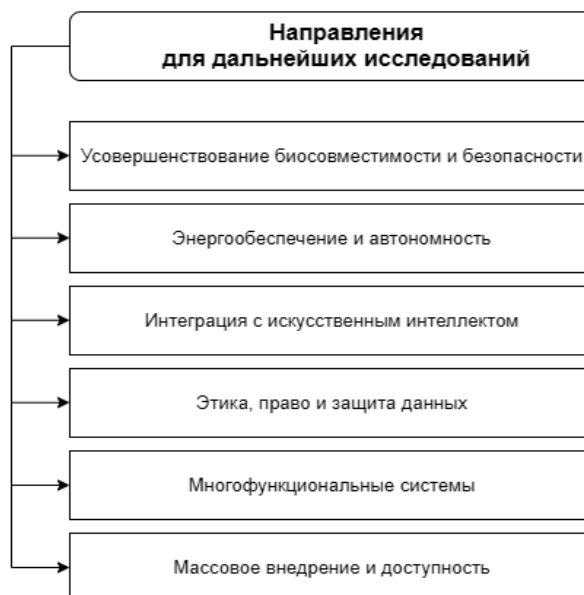 Направления
для дальнейших исследований
Усовершенствование биосовместимости и безопасности
Энергообеспечение и автономность
Интеграция с искусственным интеллектом
Этика, право и защита данных
Многофункциональные системы
Массовое внедрение и доступность